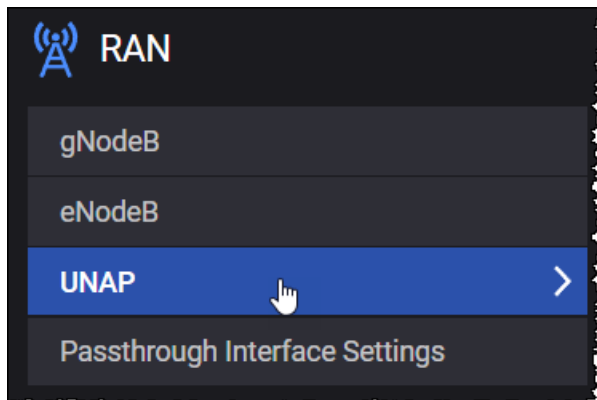 RAN
gNodeB
eNodeB
UNAP
Passthrough Interface Settings